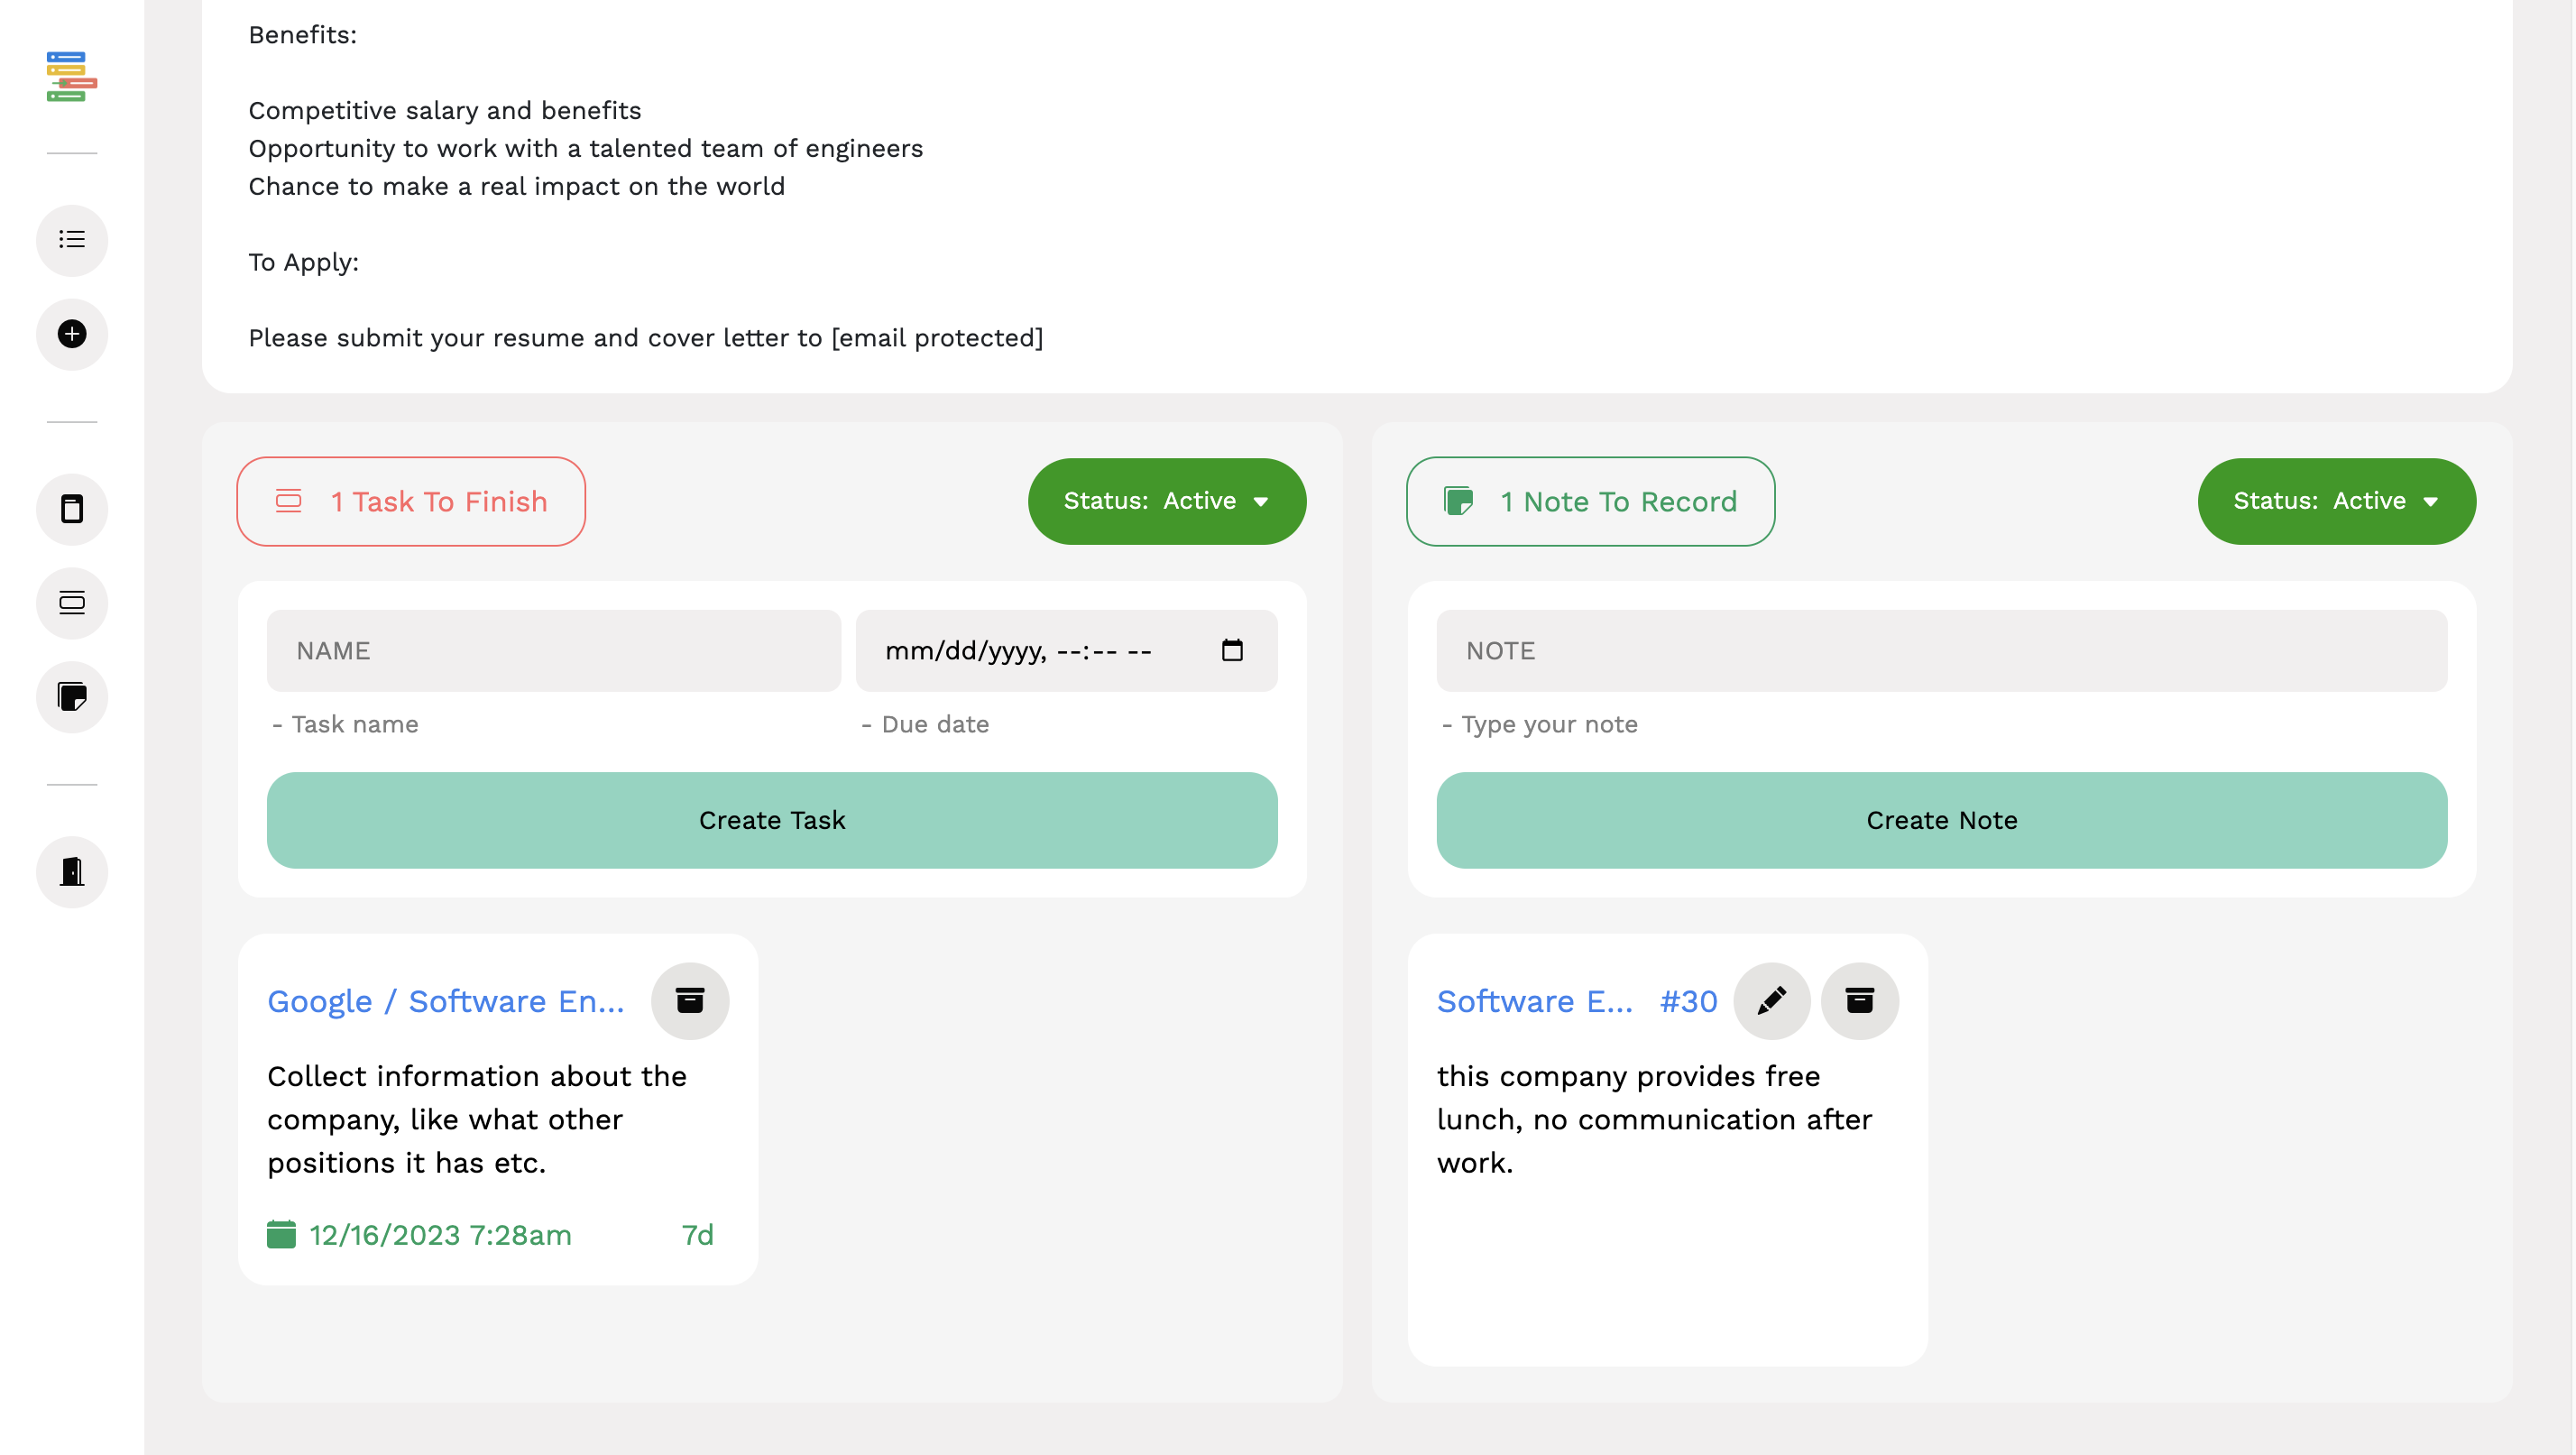 Benefits:
Competitive salary and benefits
Opportunity to work with a talented team of engineers
Chance to make a real impact on the world
To Apply:
Please submit your resume and cover letter to [email protected]
1 Task To Finish
Status: Active
NAME
mm/dd/yyyy, --:-- --
- Task name
- Due date
Create Task
Google / Software En...
Collect information about the
company, like what other
positions it has etc.
12/16/2023 7:28am
7d
1 Note To Record
Status: Active
NOTE
- Type your note
Create Note
Software E... #30
this company provides free
lunch, no communication after
work.